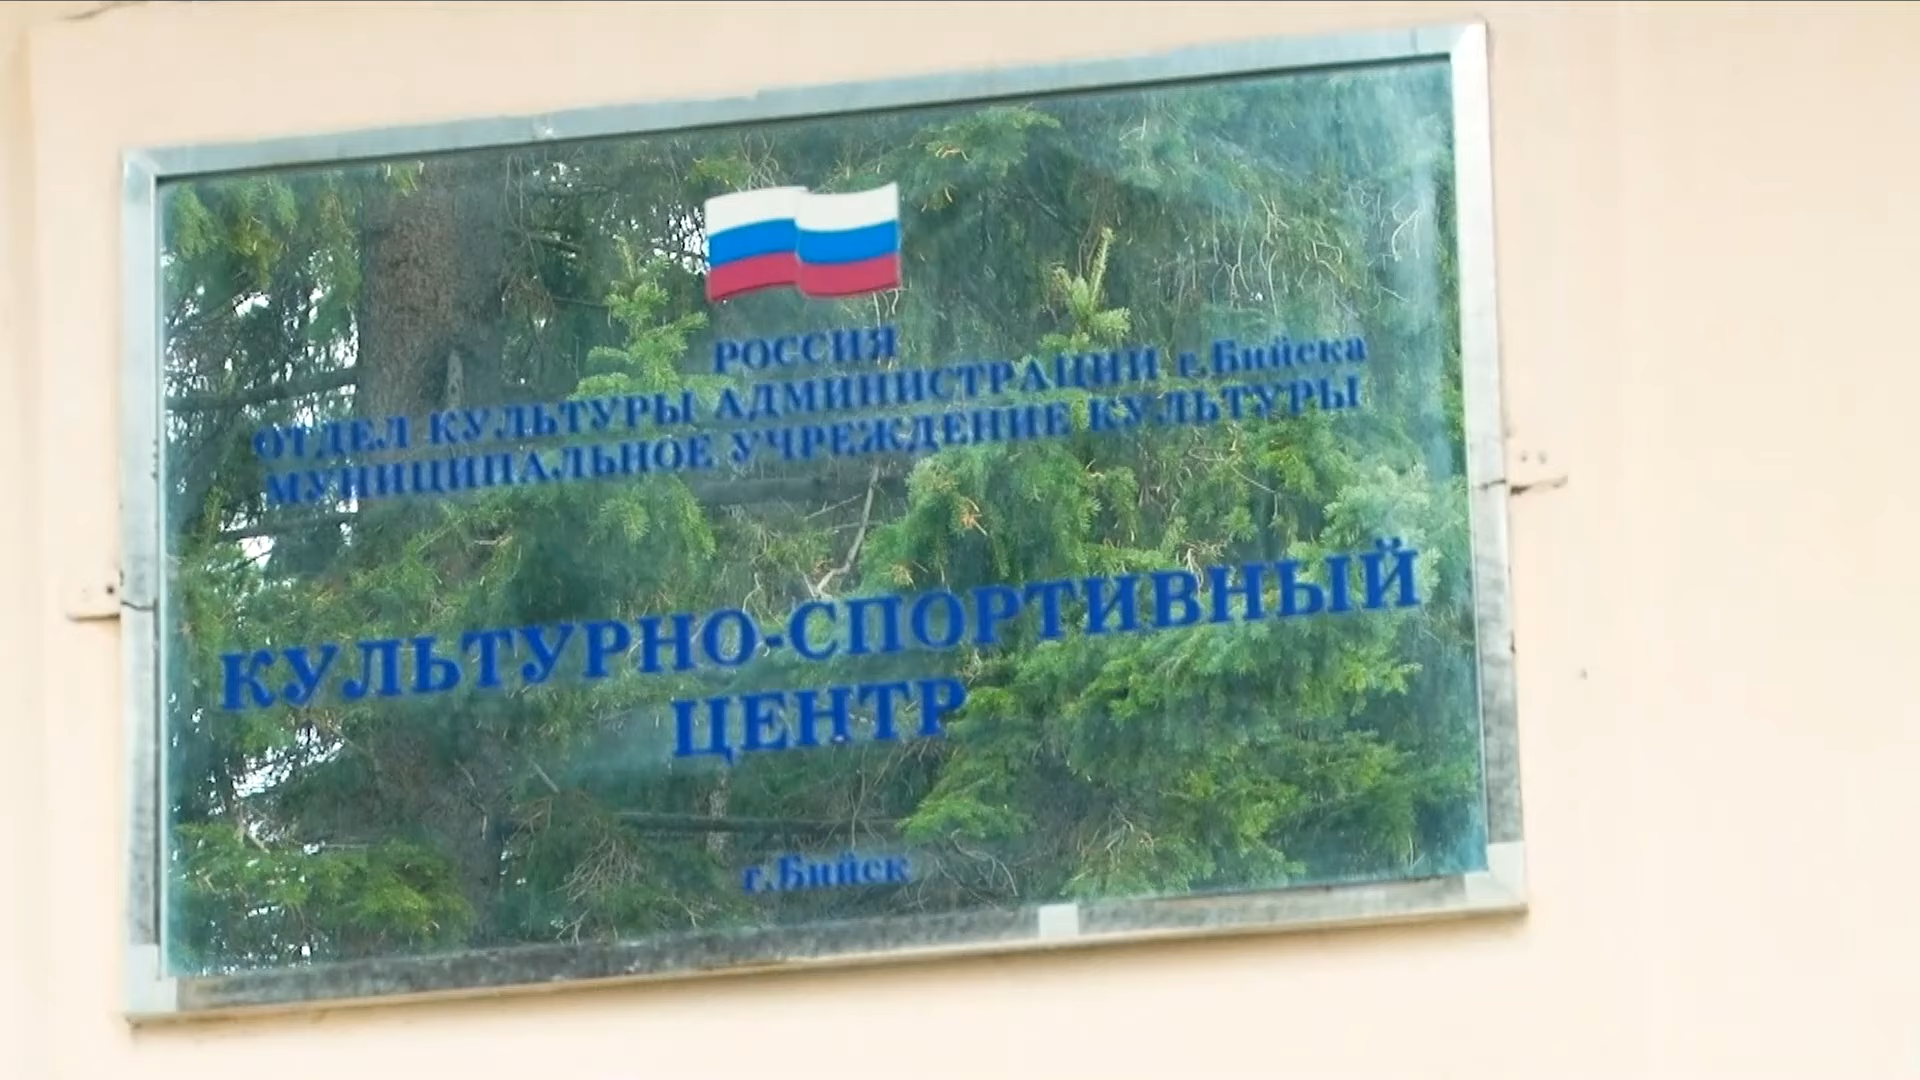 РОССИЯ
ОТДЕЛ КУЛЬТУРЫ АДМИНИСТРАЦИИ г.Бийска
МУНИЦИПАЛЬНОЕ УЧРЕЖДЕНИЕ КУЛЬТУРЫ
КУЛЬТУРНО-СПОРТИВНЫЙ
ЦЕНТР
г.Бийск